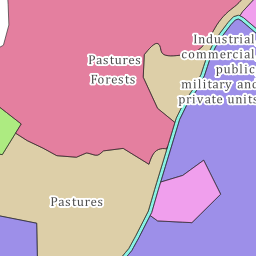 Pastures
Forests
Industrial
commercial
public
military and
private units
Pastures